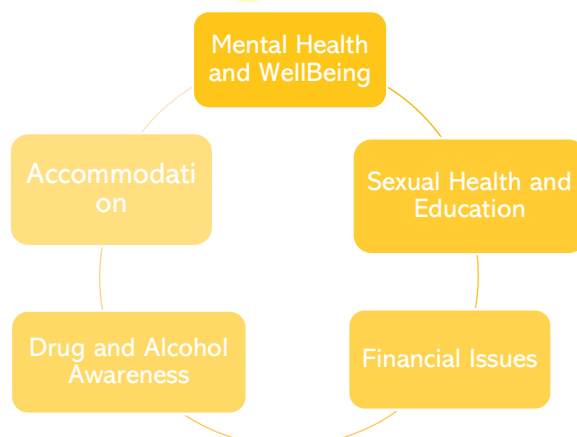 Mental Health
and WellBeing
Sexual Health and
Education
Financial Issues
Drug and Alcohol
Awareness
Accommodati
on